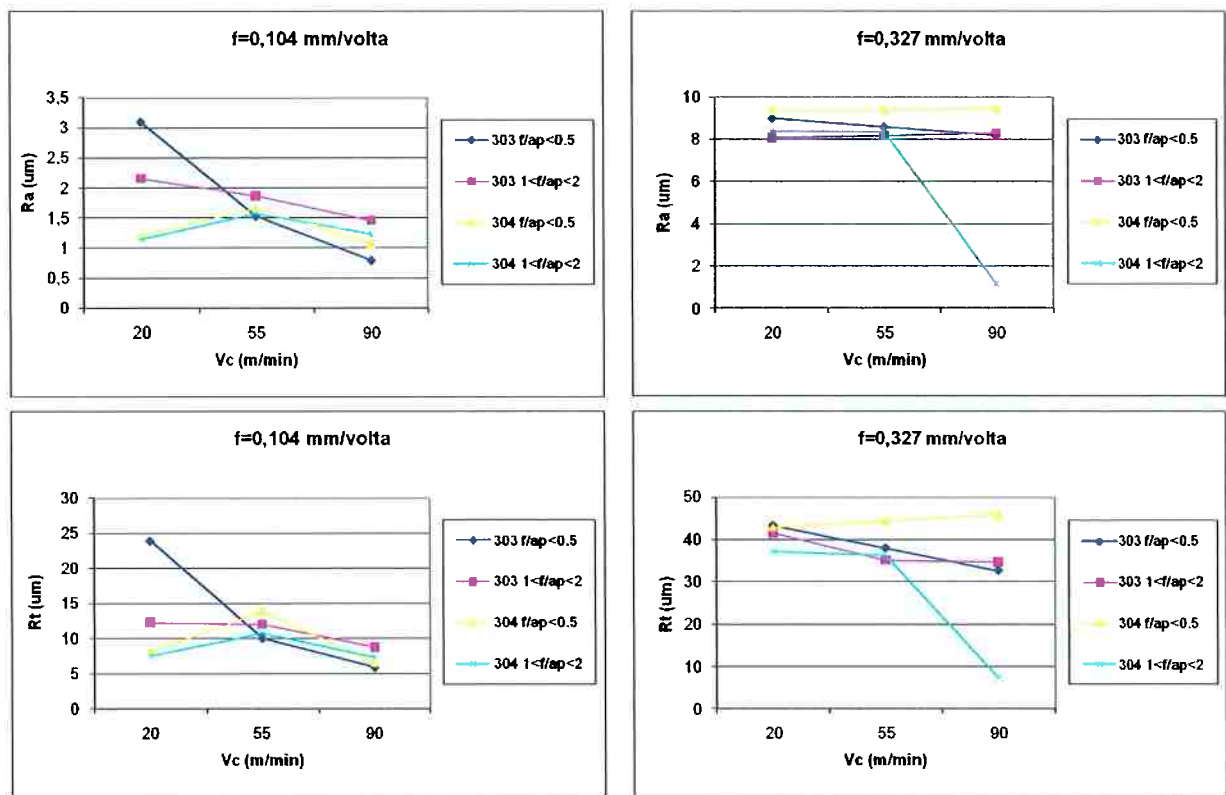 f=0,104 mm/volta
3,5
3
2,5
2
1,5
1
0,5
0
Ra (um)
20
55
90
Vc (m/min)
303 f/ap<0.5
303 1<f/ap<2
304 f/ap<0.5
304 1<f/ap<2
f=0,327 mm/volta
10
8
6
4
2
0
Ra (um)
20
55
90
Vc (m/min)
303 f/ap<0.5
303 1<f/ap<2
304 f/ap<0.5
304 1<f/ap<2
f=0,104 mm/volta
30
25
20
15
10
5
0
Rt (um)
20
55
90
Vc (m/min)
303 f/ap<0.5
303 1<f/ap<2
304 f/ap<0.5
304 1<f/ap<2
f=0,327 mm/volta
50
40
30
20
10
0
Rt (um)
20
55
90
Vc (m/min)
303 f/ap<0.5
303 1<f/ap<2
304 f/ap<0.5
304 1<f/ap<2